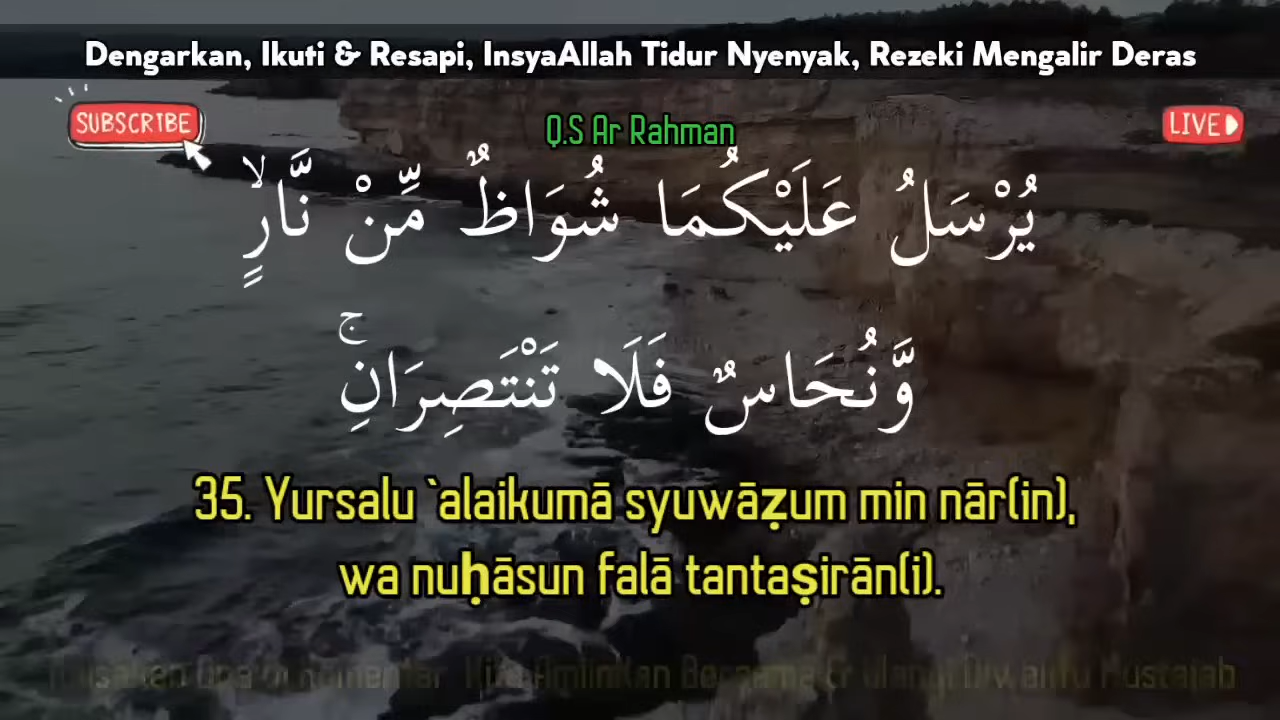 Dengarkan, Ikuti & Resapi, InsyaAllah Tidur Nyenyak, Rezeki Mengalir Deras
SUBSCRIBE
LIVE
Q.S Ar Rahman
يُرْسَلُ عَلَيْكُمَا شُوَاظٌ مِّنْ نَّارٍۙ
وَّنُحَاسٌ فَلَا تَنْتَصِرَانِۚ
35. Yursalu `alaikumā syuwāẓum min nār(in),
wa nuḥāsun falā tantaṣirān(i).
Mustajab